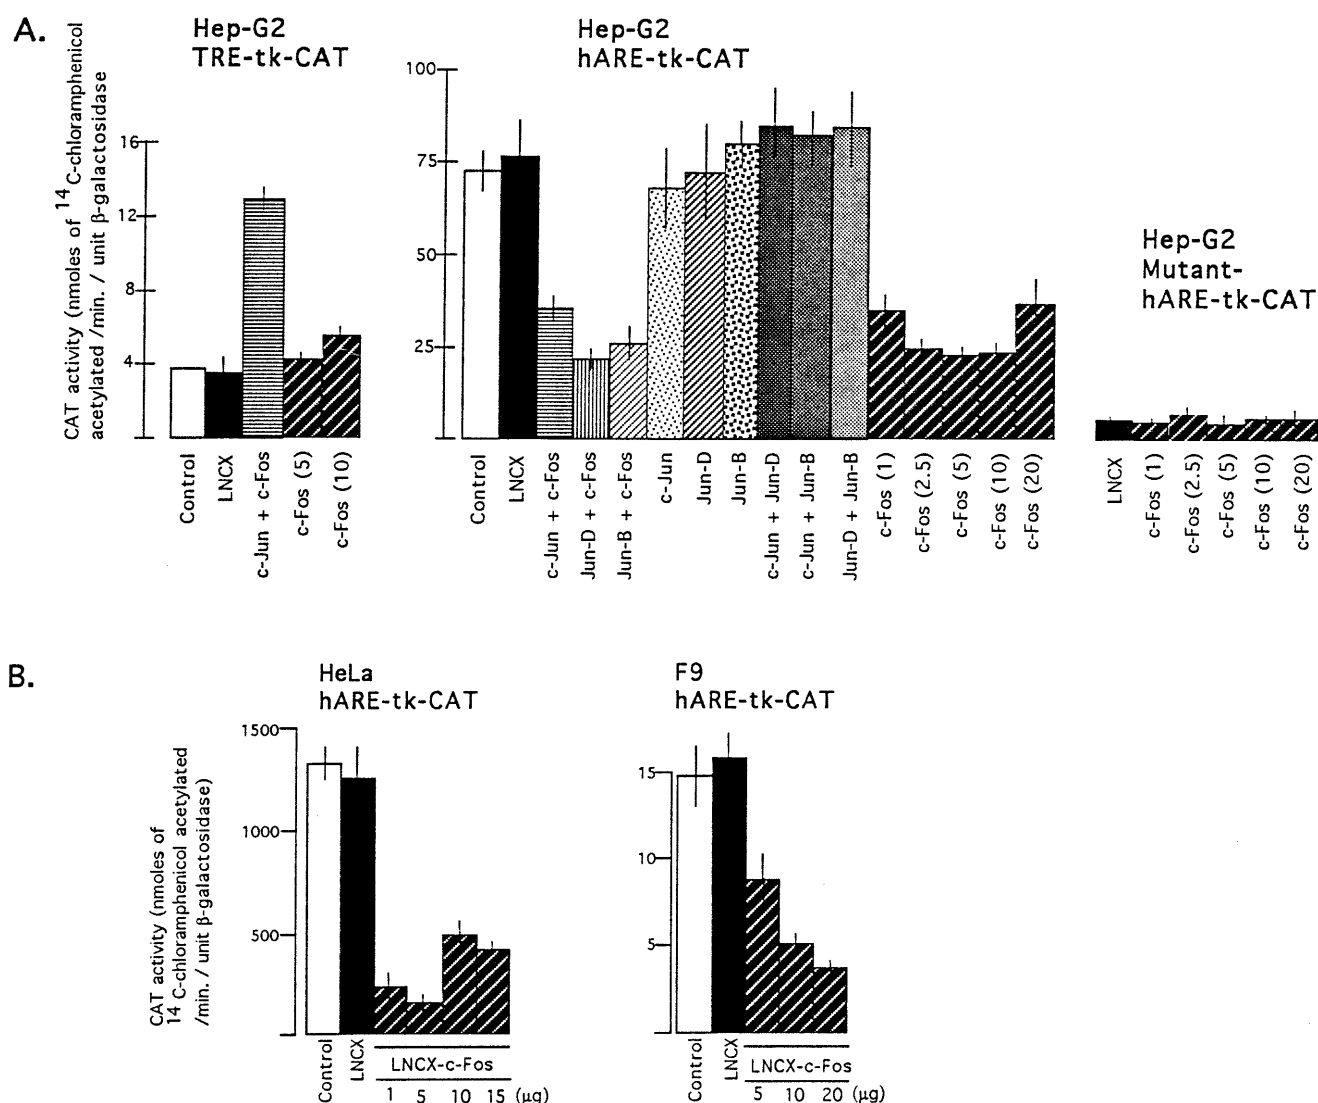 A.
Hep-G2
TRE-tk-CAT
CAT activity (nmoles of 14 C-chloramphenicol
acetylated /min. / unit β-galactosidase
16
12
8
4
Control
LNCX
c-Jun + c-Fos
c-Fos (5)
c-Fos (10)
Hep-G2
hARE-tk-CAT
100
75
50
25
Control
LNCX
c-Jun + c-Fos
Jun-D + c-Fos
Jun-B + c-Fos
c-Jun
Jun-D
Jun-B
c-Jun + Jun-D
c-Jun + Jun-B
Jun-D + Jun-B
c-Fos (1)
c-Fos (2.5)
c-Fos (5)
c-Fos (10)
c-Fos (20)
Hep-G2
Mutant-
hARE-tk-CAT
LNCX
c-Fos (1)
c-Fos (2.5)
c-Fos (5)
c-Fos (10)
c-Fos (20)
B.
HeLa
hARE-tk-CAT
CAT activity (nmoles of
14 C-chloramphenicol acetylated
/min. / unit β-galactosidase)
1500
1000
500
Control
LNCX
LNCX-c-Fos
1 5 10 15 (μg)
F9
hARE-tk-CAT
15
10
5
Control
LNCX
LNCX-c-Fos
5 10 20 (μg)